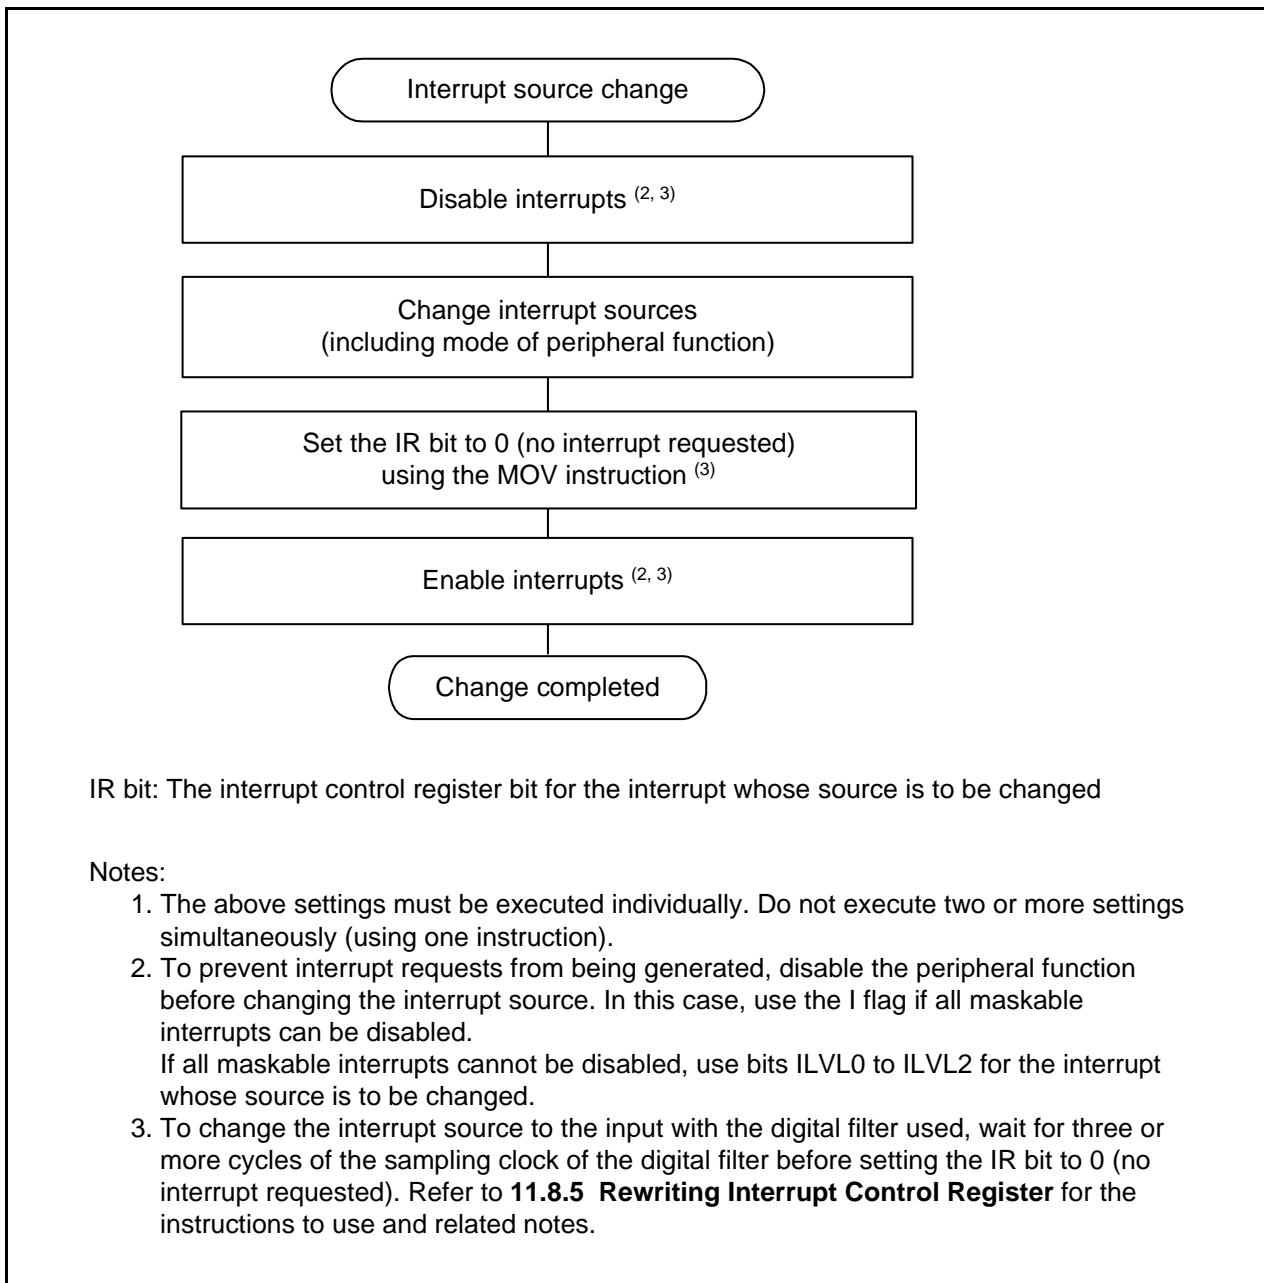 Interrupt source change
Disable interrupts (2, 3)
Change interrupt sources
(including mode of peripheral function)
Set the IR bit to 0 (no interrupt requested)
using the MOV instruction (3)
Enable interrupts (2, 3)
Change completed
IR bit: The interrupt control register bit for the interrupt whose source is to be changed
Notes:
1. The above settings must be executed individually. Do not execute two or more settings
simultaneously (using one instruction).
2. To prevent interrupt requests from being generated, disable the peripheral function
before changing the interrupt source. In this case, use the I flag if all maskable
interrupts can be disabled.
If all maskable interrupts cannot be disabled, use bits ILVL0 to ILVL2 for the interrupt
whose source is to be changed.
3. To change the interrupt source to the input with the digital filter used, wait for three or
more cycles of the sampling clock of the digital filter before setting the IR bit to 0 (no
interrupt requested). Refer to 11.8.5 Rewriting Interrupt Control Register for the
instructions to use and related notes.